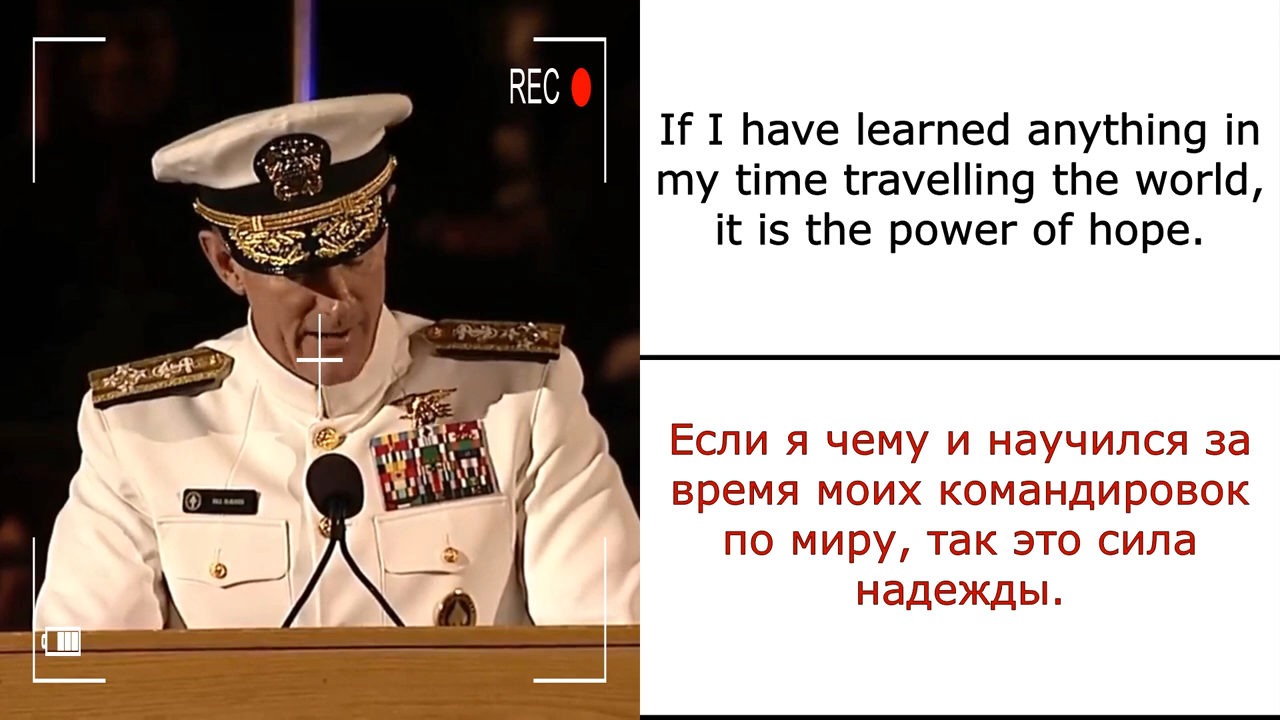 REC
If I have learned anything in
my time travelling the world,
it is the power of hope.
Если я чему и научился за
время моих командировок
по миру, так это сила
надежды.